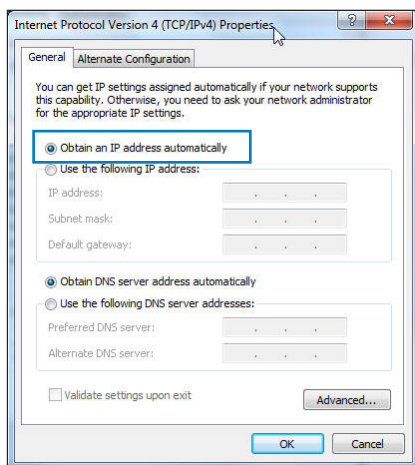 Internet Protocol Version 4 (TCP/IPv4) Properties
General
Alternate Configuration
You can get IP settings assigned automatically if your network supports
this capability. Otherwise, you need to ask your network administrator
for the appropriate IP settings.
Obtain an IP address automatically
Use the following IP address:
IP address:
Subnet mask:
Default gateway:
Obtain DNS server address automatically
Use the following DNS server addresses:
Preferred DNS server:
Alternate DNS server:
Validate settings upon exit
Advanced...
OK
Cancel